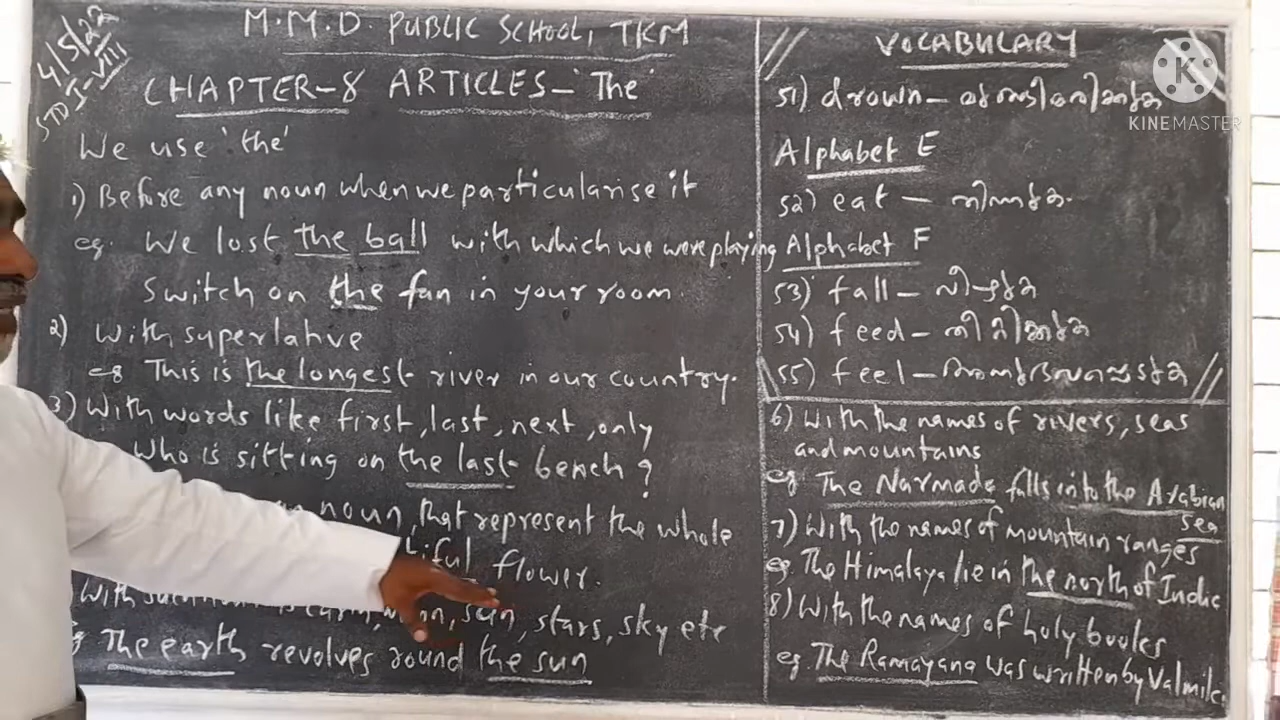 4/5/22
STD I-VIII
M.M.D. PUBLIC SCHOOL, TKM
CHAPTER-8 ARTICLES-'The'
We use 'the'
1) Before any noun when we particularise it
eg. We lost the ball with which we were playing
Switch on the fan in your room.
2) With superlative
eg This is the longest river in our country.
3) With words like first, last, next, only
Who is sitting on the last bench?
noun, that represent the whole
flower.
With such nouns earth, moon, sun, stars, sky etc
eg The earth revolves round the sun
VOCABULARY
51) drown-
Alphabet E
52) eat - തിന്നുക.
Alphabet F
53) fall - വീഴുക
54) feed - തീറ്റിക്കുക
55) feel -
6) With the names of rivers, seas
and mountains
eg The Narmada falls into the Arabian
Sea
7) With the names of mountain ranges
eg. The Himalaya lie in the north of India
8) With the names of holy books
eg. The Ramayana was written by Valmiki.
KINEMASTER